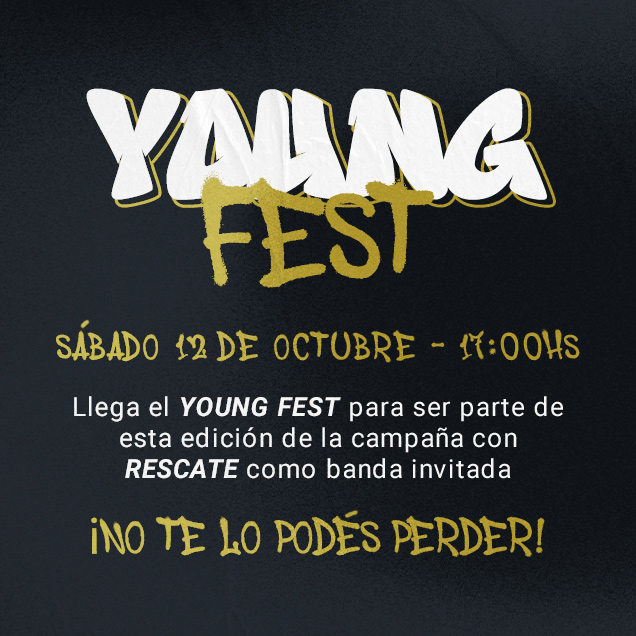 YOUNG
FEST
SÁBADO 12 DE OCTUBRE - 17:00HS
Llega el YOUNG FEST para ser parte de
esta edición de la campaña con
RESCATE como banda invitada
¡NO TE LO PODÉS PERDER!